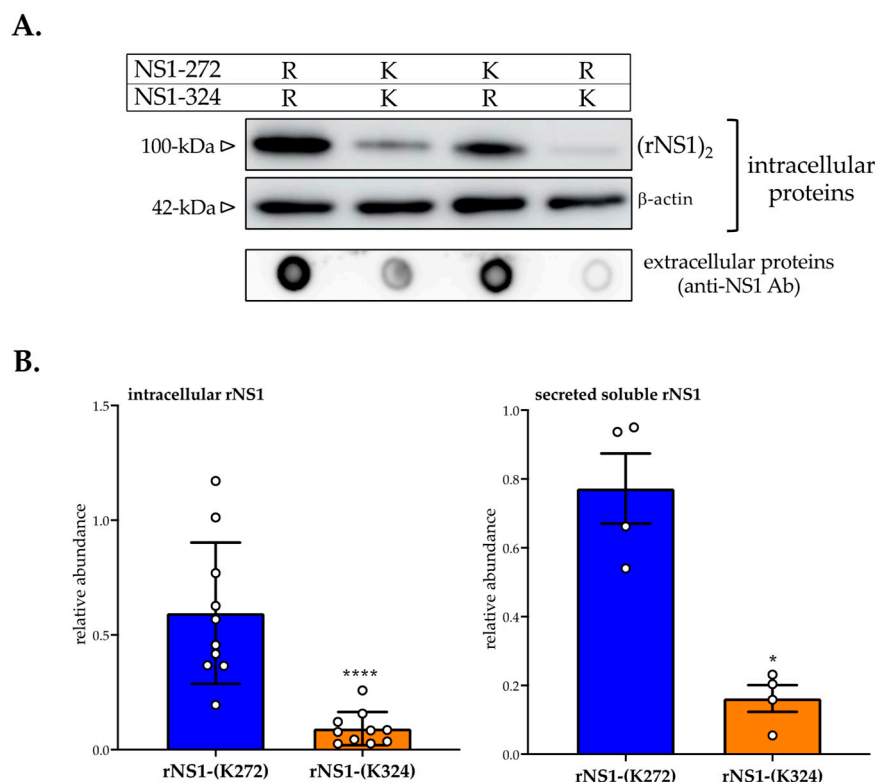 A.
NS1-272 R K K R
NS1-324 R K R K
100-kDa ⊳ (rNS1)₂
42-kDa ⊳ β-actin
intracellular
proteins
extracellular proteins
(anti-NS1 Ab)
B.
intracellular rNS1
relative abundance
1.5
1.0
0.5
0.0
****
rNS1-(K272) rNS1-(K324)
secreted soluble rNS1
relative abundance
1.0
0.8
0.6
0.4
0.2
0.0
*
rNS1-(K272) rNS1-(K324)